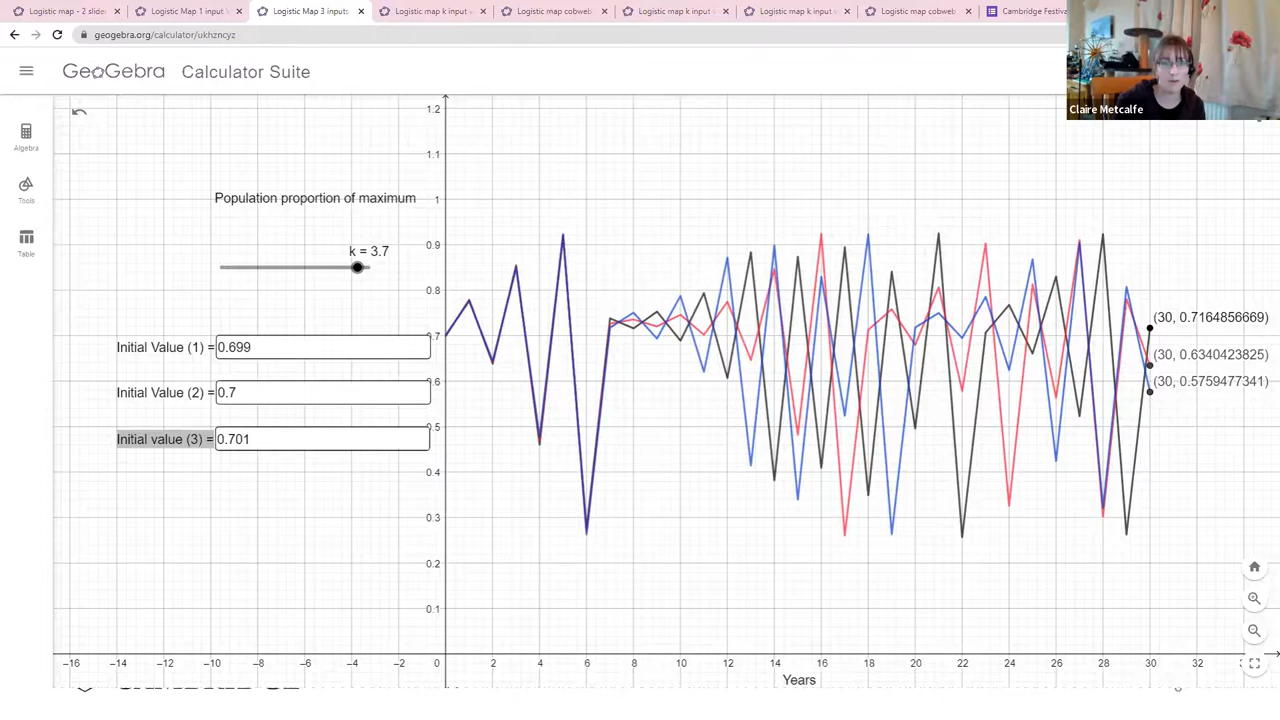 Logistic map - 2 slide
Logistic Map 1 input
Logistic Map 3 inputs
Logistic map k input v
Logistic map cobweb
Logistic map k input v
Logistic map k input v
Logistic map cobweb
Cambridge Festiva
geogebra.org/calculator/ukhzncyz
GeoGebra Calculator Suite
Claire Metcalfe
Algebra
Tools
Table
Population proportion of maximum
k = 3.7
Initial Value (1) = 0.699
Initial Value (2) = 0.7
Initial value (3) = 0.701
1.2
1.1
1
0.9
0.8
0.7
0.6
0.5
0.4
0.3
0.2
0.1
(30, 0.7164856669)
(30, 0.6340423825)
(30, 0.5759477341)
−16 −14 −12 −10 −8 −6 −4 −2 0 2 4 6 8 10 12 14 16 18 20 22 24 26 28 30 32
Years